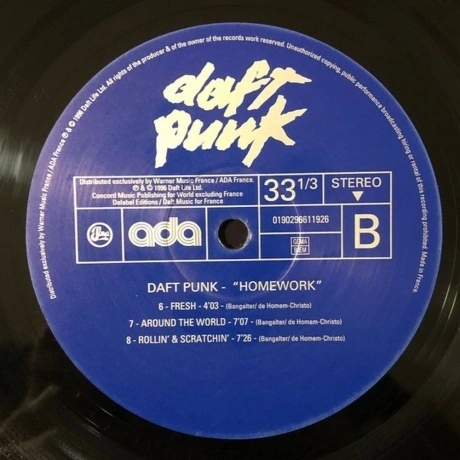 All rights of the producer & of the owner of the records work reserved. Unauthorized copying, public performance broadcasting hiring or rental of this recording prohibited. Made in France.
Distributed exclusively by Warner Music France / ADA France ℗ & © 1996 Daft Life Ltd.
daft
punk
Distributed exclusively by Warner Music France / ADA France.
℗ & © 1996 Daft Life Ltd.
Concord Music Publishing for World excluding France
Delabel Editions / Daft Music for France
33 1/3
STEREO
ada
0190296611926
B
DAFT PUNK - "HOMEWORK"
6 - FRESH - 4'03 - (Bangalter/ de Homem-Christo)
7 - AROUND THE WORLD - 7'07 - (Bangalter/ de Homem-Christo)
8 - ROLLIN' & SCRATCHIN' - 7'26 - (Bangalter/ de Homem-Christo)